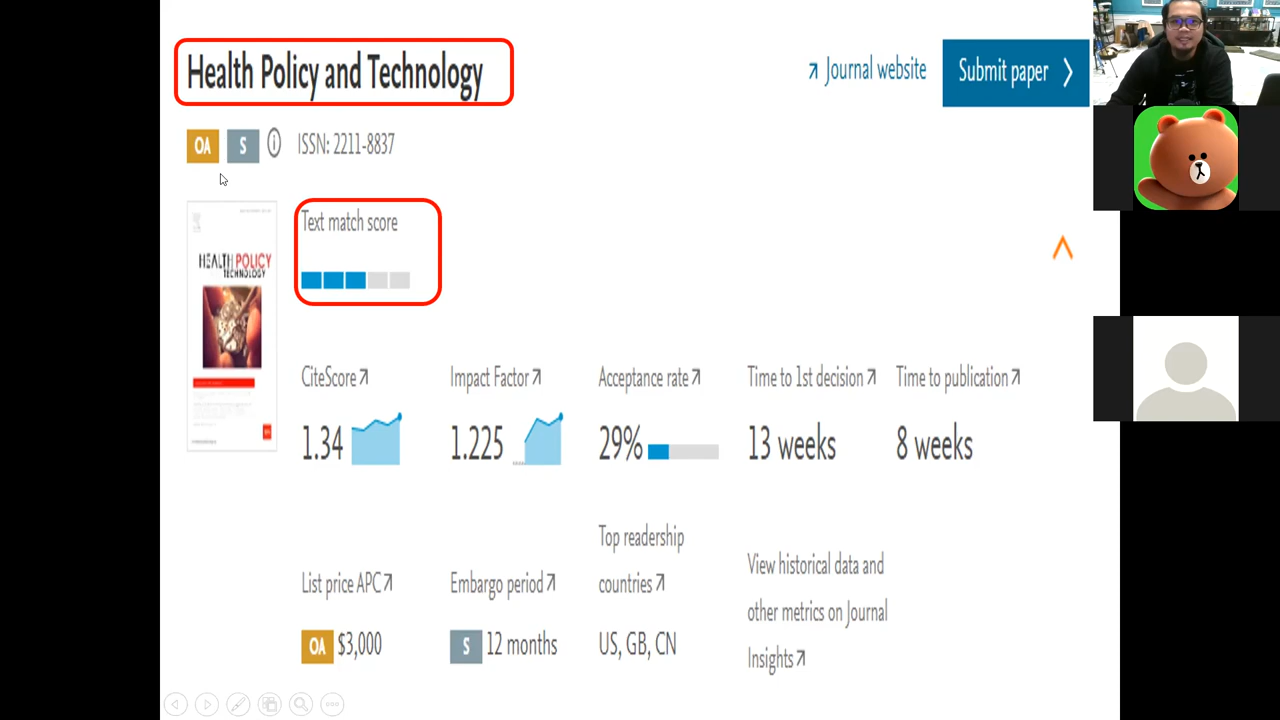 Health Policy and Technology
Journal website
Submit paper
OA S ISSN: 2211-8837
HEALTH POLICY
TECHNOLOGY
Text match score
CiteScore
1.34
Impact Factor
1.225
Acceptance rate
29%
Time to 1st decision
13 weeks
Time to publication
8 weeks
List price APC
OA $3,000
Embargo period
S 12 months
Top readership
countries
US, GB, CN
View historical data and
other metrics on Journal
Insights